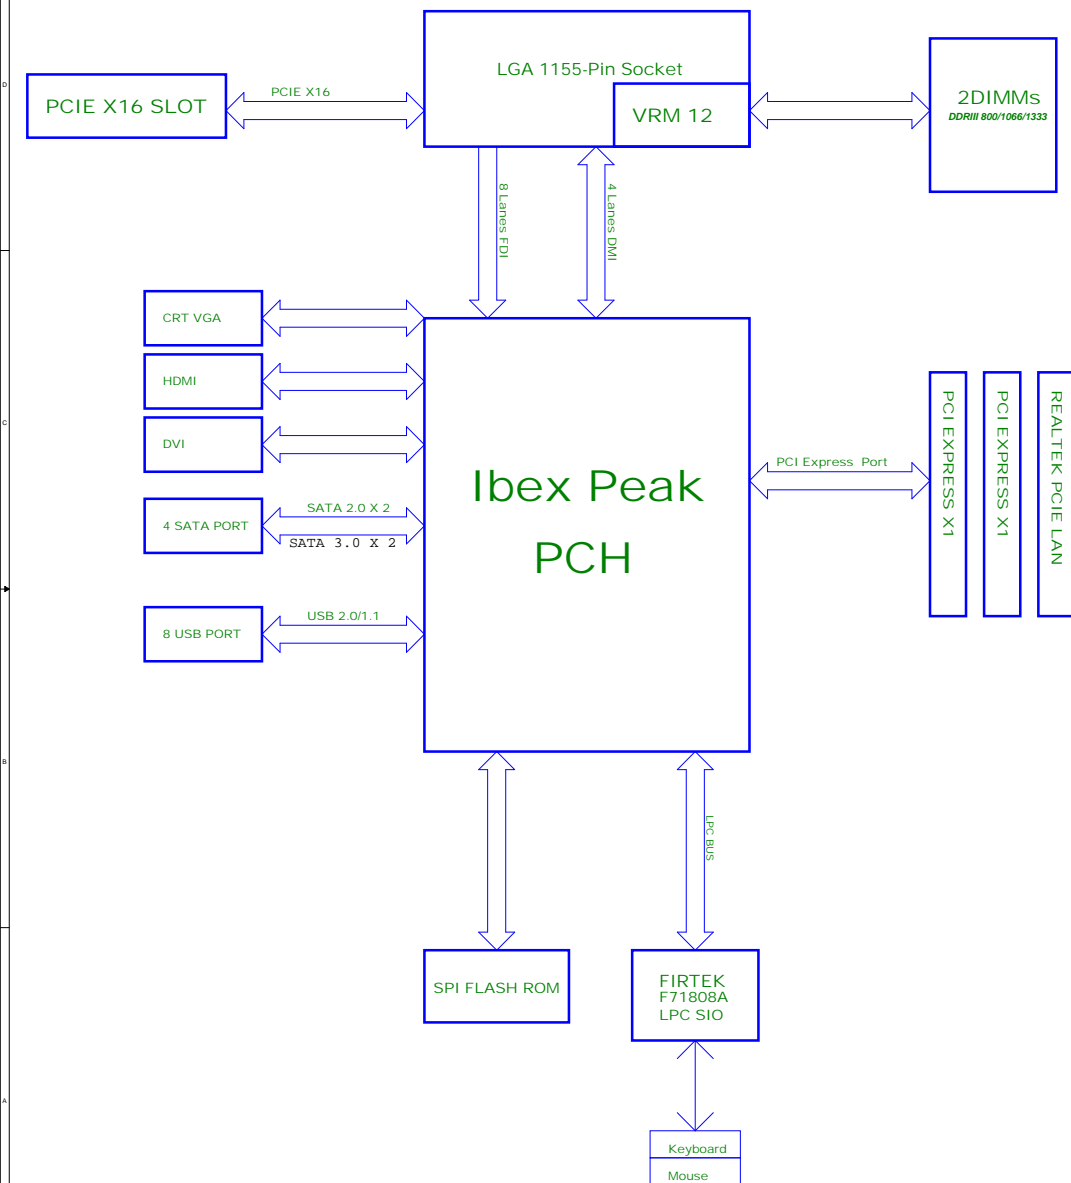 LGA 1155-Pin Socket
D
PCIE X16
2DIMMs
PCIE X16 SLOT
VRM 12
DDRIII 800/1066/1333
8 Lanes FDI
4 Lanes DMI
CRT VGA
HDMI
C
DVI
PCI EXPRESS X1
PCI EXPRESS X1
REALTEK PCIE LAN
PCI Express Port
Ibex Peak
PCH
SATA 2.0 X 2
4 SATA PORT
SATA 3.0 X 2
USB 2.0/1.1
8 USB PORT
B
LPC BUS
SPI FLASH ROM
FIRTEK
F71808A
LPC SIO
A
Keyboard
Mouse